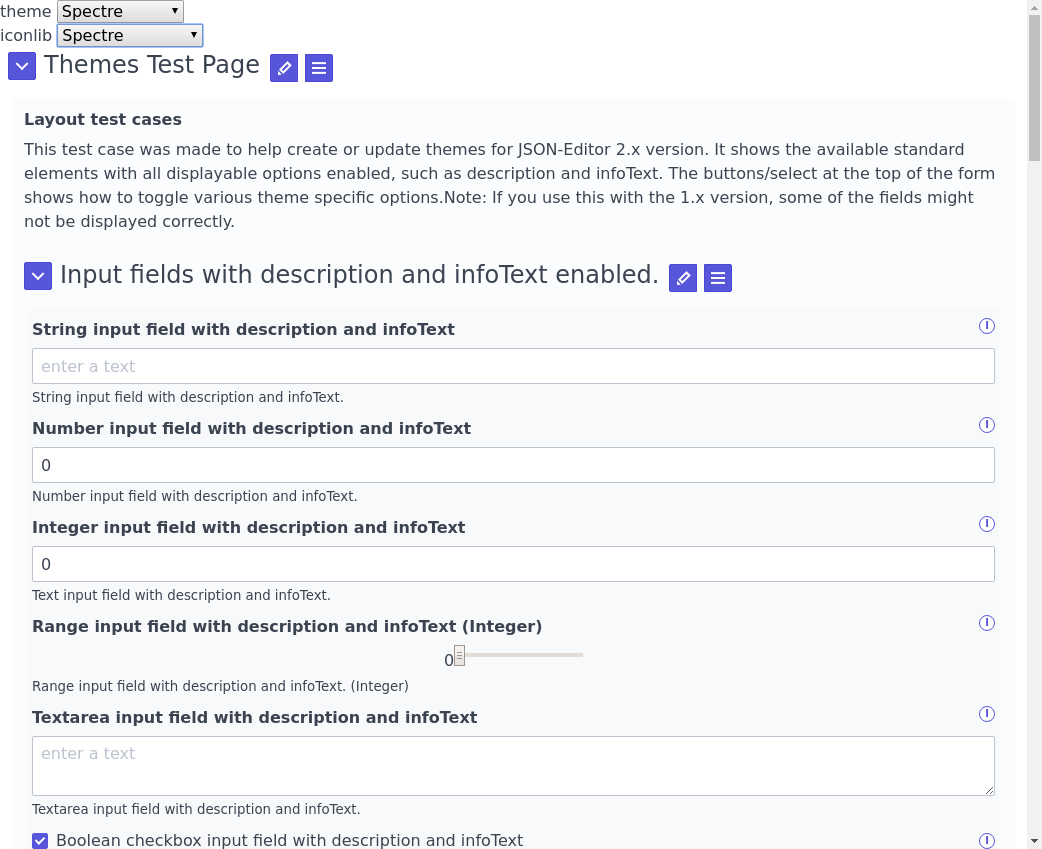 theme Spectre
iconlib Spectre
Themes Test Page
Layout test cases
This test case was made to help create or update themes for JSON-Editor 2.x version. It shows the available standard
elements with all displayable options enabled, such as description and infoText. The buttons/select at the top of the form
shows how to toggle various theme specific options.Note: If you use this with the 1.x version, some of the fields might
not be displayed correctly.
Input fields with description and infoText enabled.
String input field with description and infoText
enter a text
String input field with description and infoText.
Number input field with description and infoText
0
Number input field with description and infoText.
Integer input field with description and infoText
0
Text input field with description and infoText.
Range input field with description and infoText (Integer)
0
Range input field with description and infoText. (Integer)
Textarea input field with description and infoText
enter a text
Textarea input field with description and infoText.
Boolean checkbox input field with description and infoText